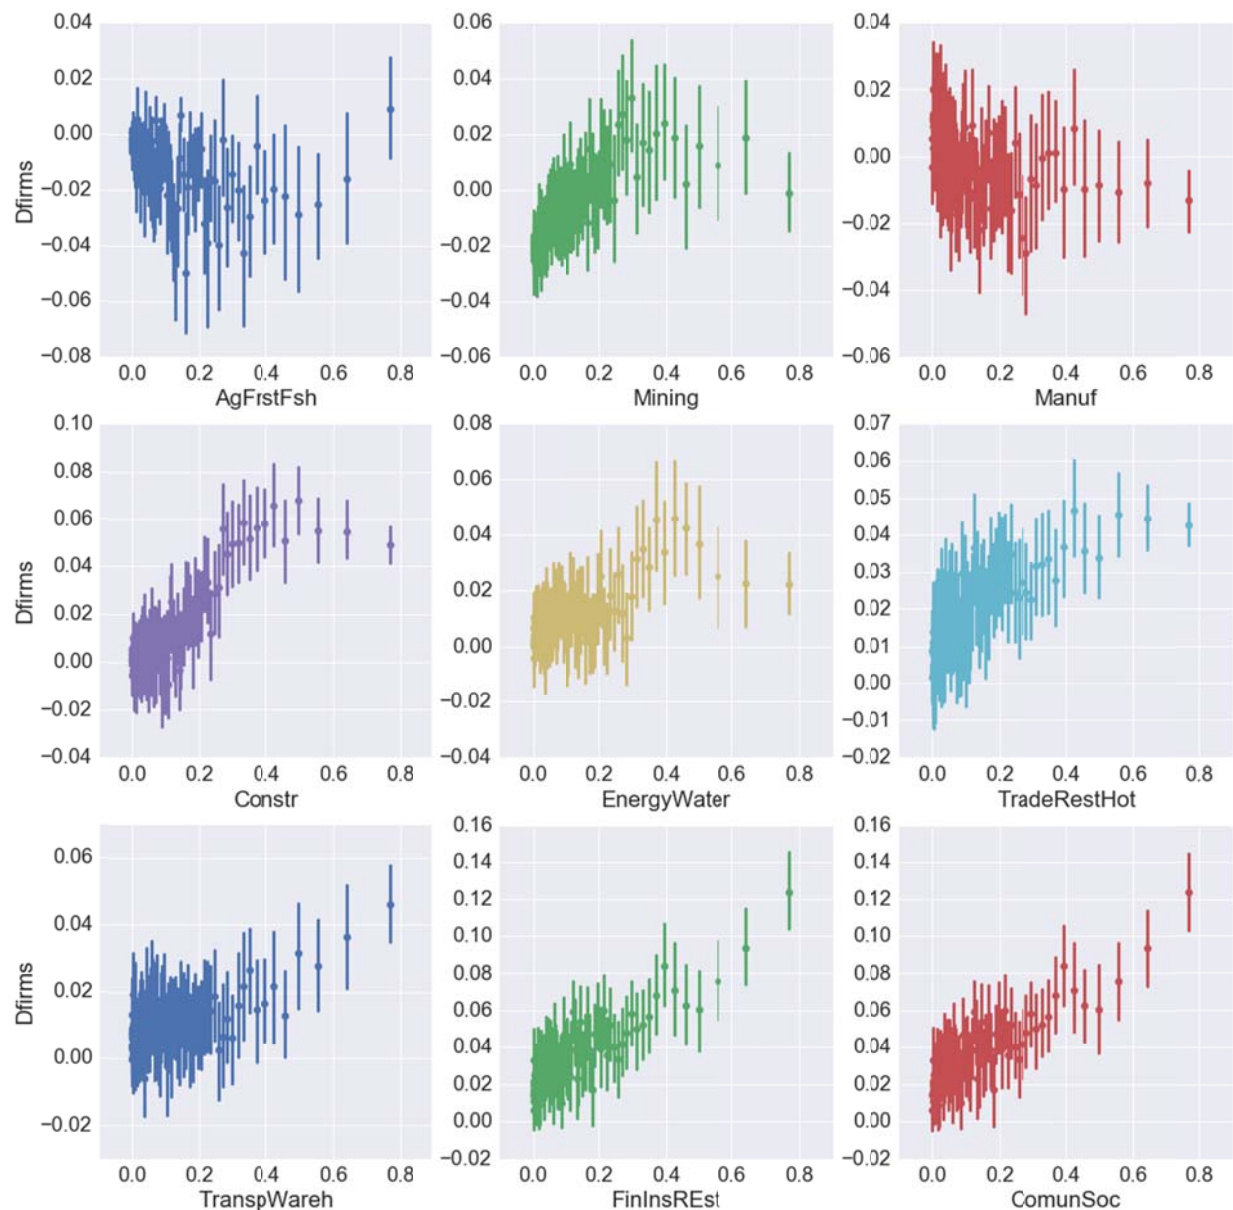 0.04 0.06 0.04
0.02 0.04 0.02
0.00 0.02 0.00
−0.02 0.00 −0.02
−0.04 −0.02 −0.04
−0.06 −0.04
−0.08 −0.06 −0.06
Dfirms
0.0 0.2 0.4 0.6 0.8 0.0 0.2 0.4 0.6 0.8 0.0 0.2 0.4 0.6 0.8
AgFrstFsh Mining Manuf
0.10 0.08 0.07
0.08 0.06 0.06
0.06 0.04 0.05
0.04 0.02 0.04
0.02 0.00 0.03
0.00 −0.02 0.02
−0.02 −0.04 0.01
−0.04 0.00
−0.01
−0.02
Dfirms
0.0 0.2 0.4 0.6 0.8 0.0 0.2 0.4 0.6 0.8 0.0 0.2 0.4 0.6 0.8
Constr EnergyWater TradeRestHot
0.06 0.16 0.16
0.04 0.14 0.14
0.02 0.12 0.12
0.00 0.10 0.10
−0.02 0.08 0.08
0.06 0.06
0.04 0.04
0.02 0.02
0.00 0.00
−0.02 −0.02
Dfirms
0.0 0.2 0.4 0.6 0.8 0.0 0.2 0.4 0.6 0.8 0.0 0.2 0.4 0.6 0.8
TranspWareh FinInsREst ComunSoc